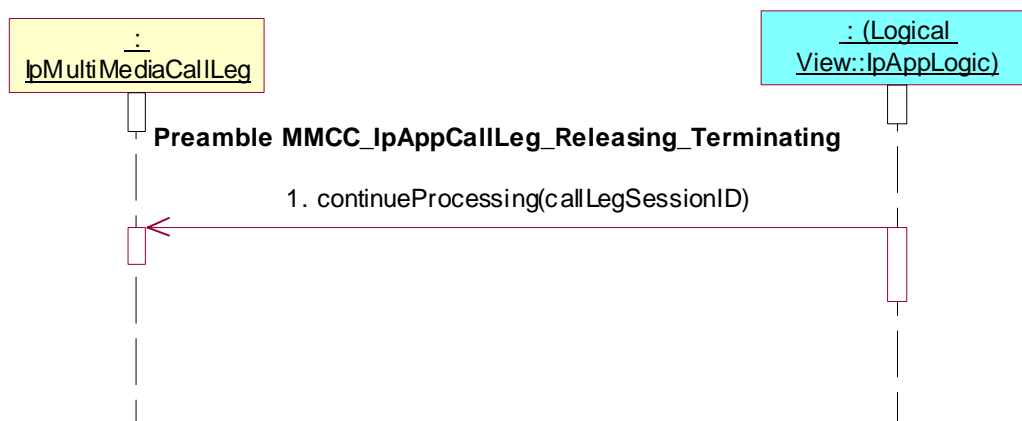 :
IpMultiMediaCallLeg
: (Logical
View::IpAppLogic)
Preamble MMCC_IpAppCallLeg_Releasing_Terminating
1. continueProcessing(callLegSessionID)